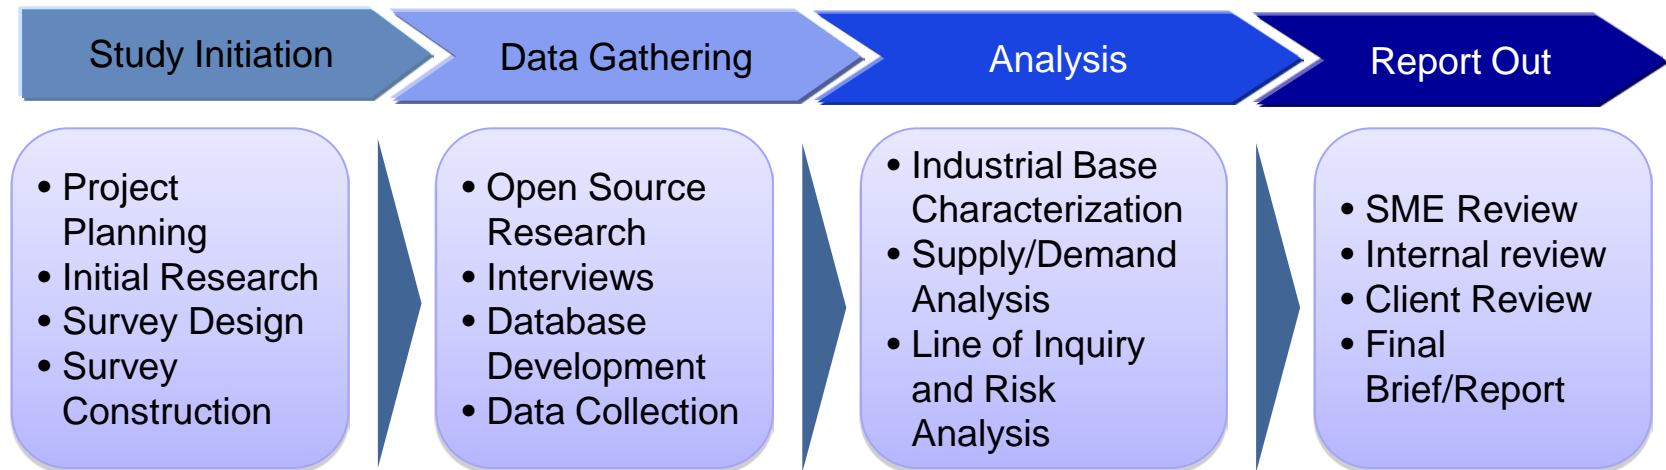 Study Initiation
Data Gathering
Analysis
Report Out
• Project
Planning
• Initial Research
• Survey Design
• Survey
Construction
• Open Source
Research
• Interviews
• Database
Development
• Data Collection
• Industrial Base
Characterization
• Supply/Demand
Analysis
• Line of Inquiry
and Risk
Analysis
• SME Review
• Internal review
• Client Review
• Final
Brief/Report